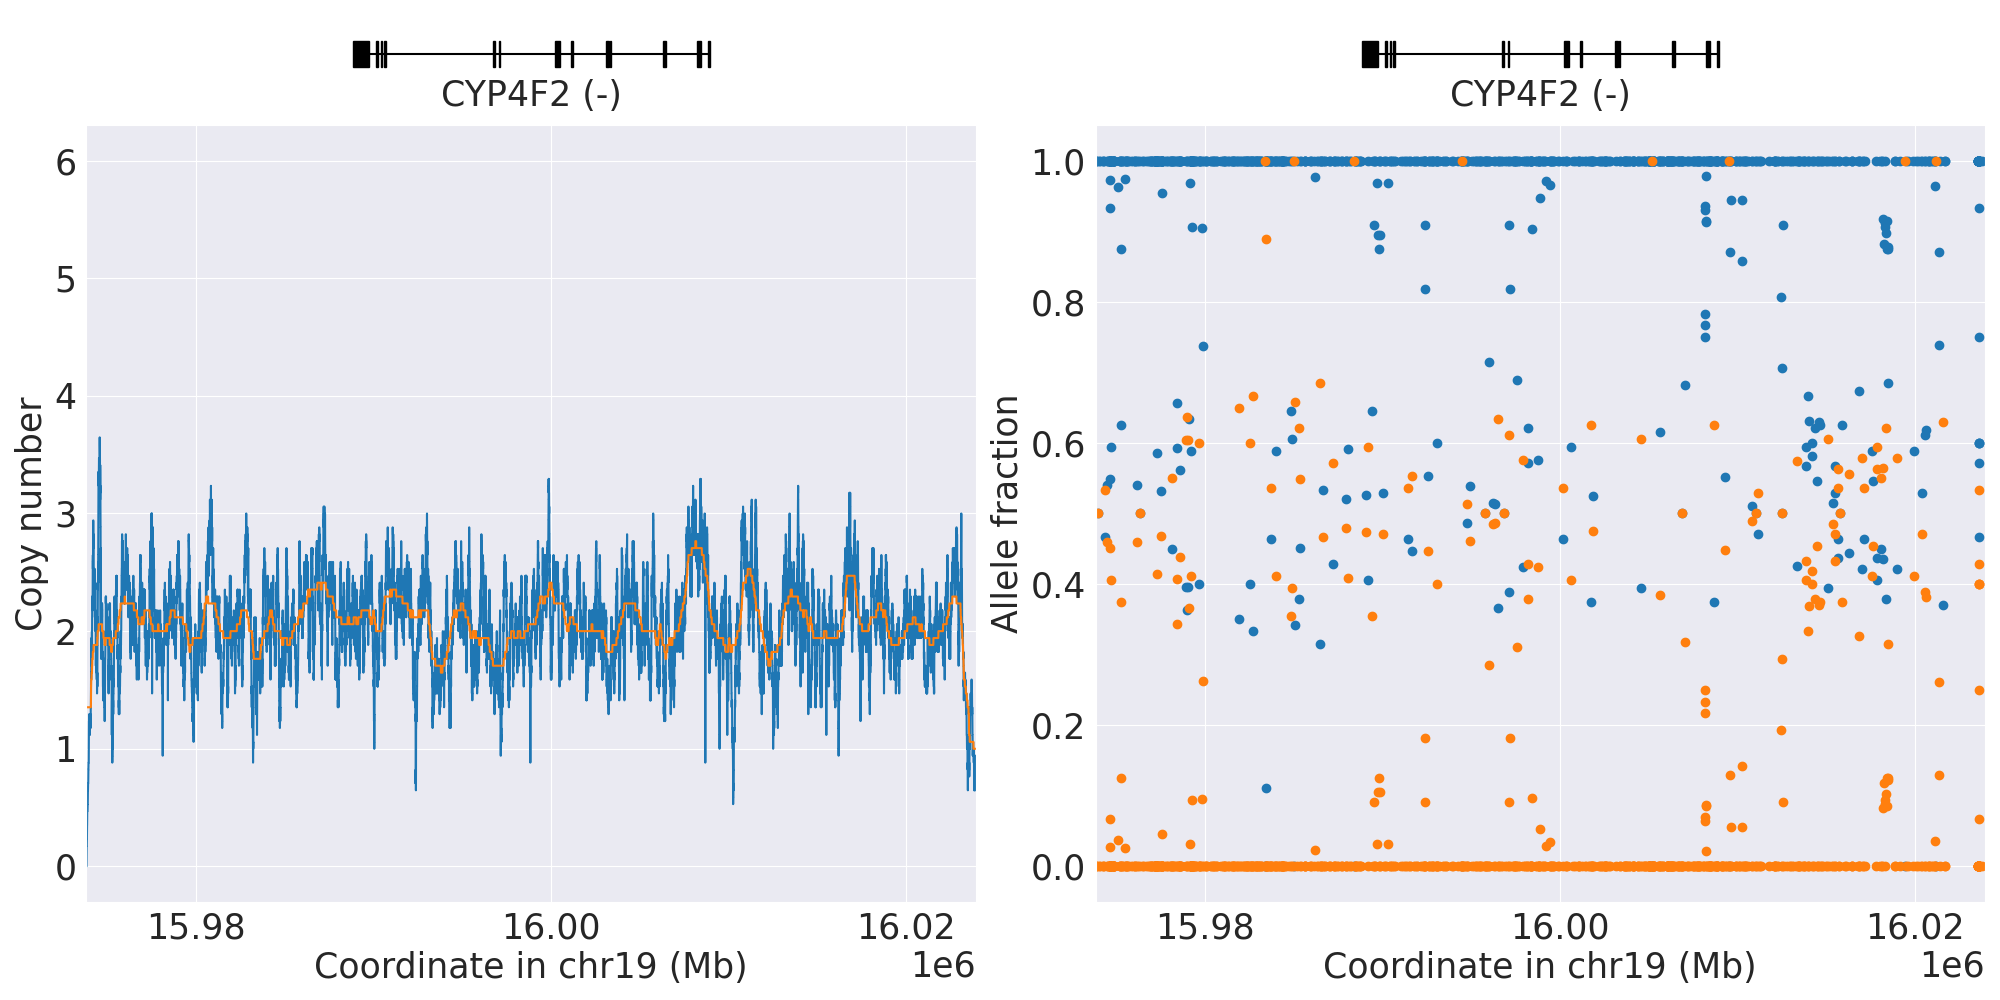 CYP4F2 (-)
6
5
4
3
2
1
0
Copy number
15.98
16.00
16.02
Coordinate in chr19 (Mb)
1e6
CYP4F2 (-)
1.0
0.8
0.6
0.4
0.2
0.0
Allele fraction
15.98
16.00
16.02
Coordinate in chr19 (Mb)
1e6